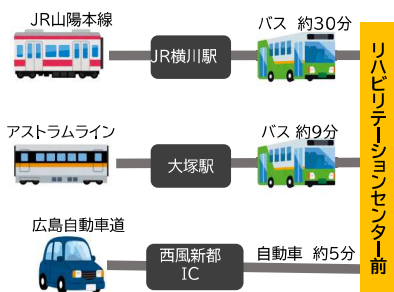 JR山陽本線
JR横川駅
バス 約30分
アストラムライン
大塚駅
バス 約9分
広島自動車道
西風新都
IC
自動車 約5分
リハビリテーションセンター前